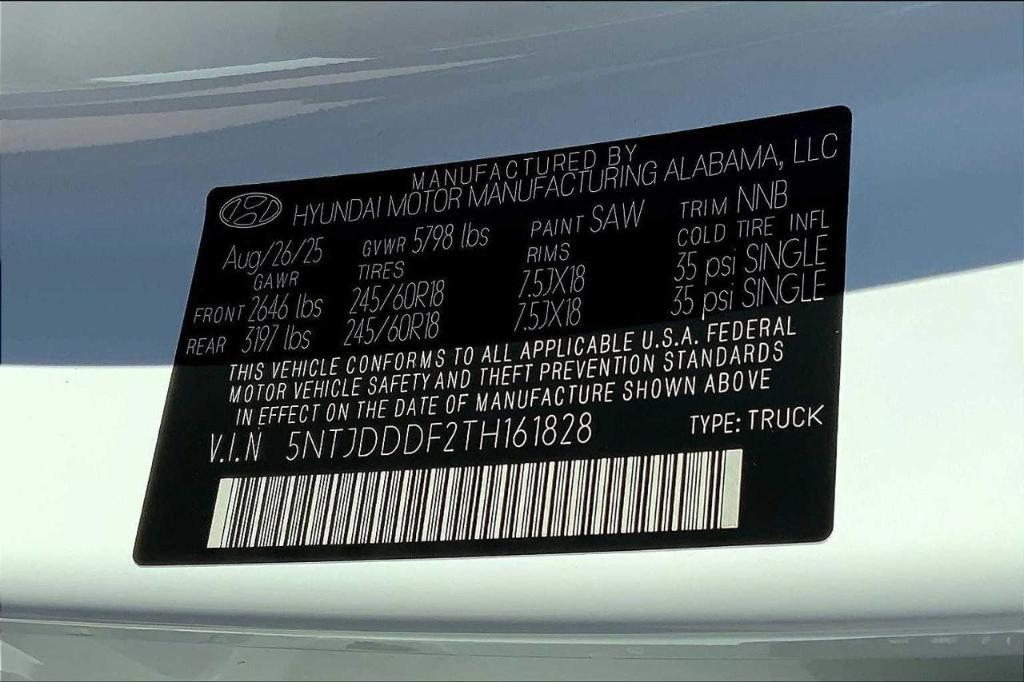 MANUFACTURED BY
HYUNDAI MOTOR MANUFACTURING ALABAMA, LLC
Aug/26/25 GVWR 5798 lbs PAINT SAW TRIM NNB
GAWR TIRES RIMS COLD TIRE INFL
FRONT 2646 lbs 245/60R18 7.5JX18 35 psi SINGLE
REAR 3197 lbs 245/60R18 7.5JX18 35 psi SINGLE
THIS VEHICLE CONFORMS TO ALL APPLICABLE U.S.A. FEDERAL
MOTOR VEHICLE SAFETY AND THEFT PREVENTION STANDARDS
IN EFFECT ON THE DATE OF MANUFACTURE SHOWN ABOVE
V.I.N 5NTJDDDF2TH161828 TYPE: TRUCK